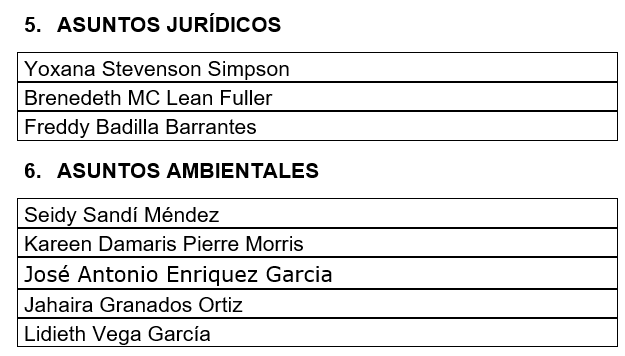 5. ASUNTOS JURÍDICOS
Yoxana Stevenson Simpson
Brenedeth MC Lean Fuller
Freddy Badilla Barrantes
6. ASUNTOS AMBIENTALES
Seidy Sandí Méndez
Kareen Damaris Pierre Morris
José Antonio Enriquez Garcia
Jahaira Granados Ortiz
Lidieth Vega García